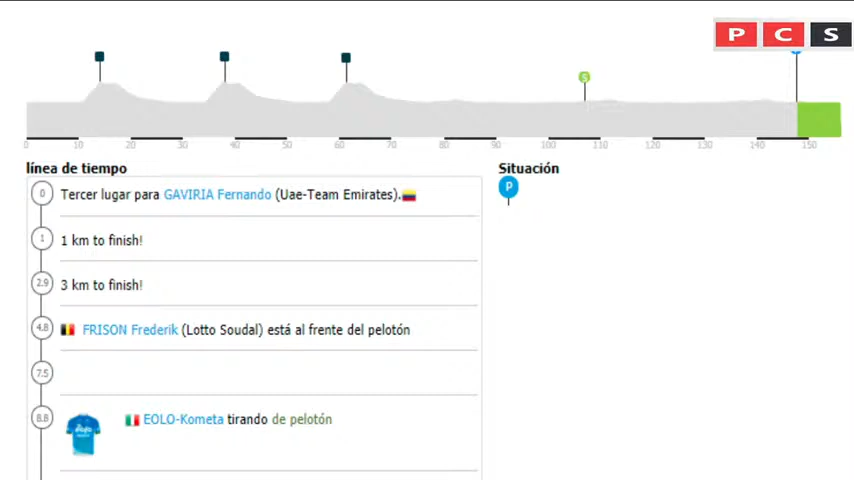 P C S
S
0 10 20 30 40 50 60 70 80 90 100 110 120 130 140 150
línea de tiempo
Situación
P
0 Tercer lugar para GAVIRIA Fernando (Uae-Team Emirates).
1 1 km to finish!
2.9 3 km to finish!
4.8 FRISON Frederik (Lotto Soudal) está al frente del pelotón
7.5
8.8 EOLO-Kometa tirando de pelotón